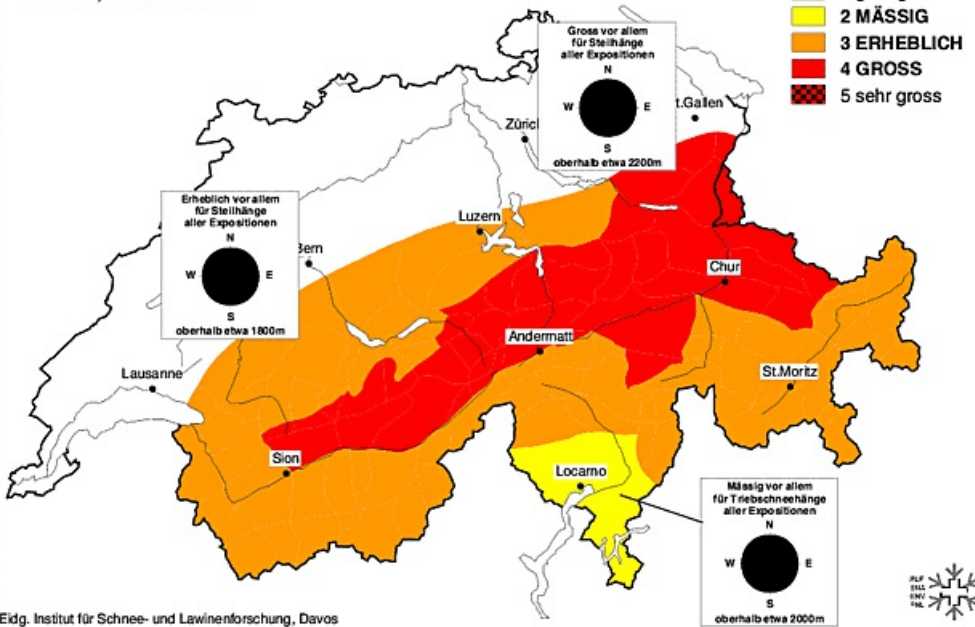 2 MÄSSIG
3 ERHEBLICH
4 GROSS
5 sehr gross
Gross vor allem
für Steilhänge
aller Expositionen
N
W E
S
oberhalb etwa 2200m
t.Gallen
Züricl
Erheblich vor allem
für Steilhänge
aller Expositionen
N
W E
S
oberhalb etwa 1800m
Luzern
Bern
Chur
Andermatt
Lausanne
St.Moritz
Sion
Locarno
Mässig vor allem
für Triebschneehänge
aller Expositionen
N
W E
S
oberhalb etwa 2000m
Eidg. Institut für Schnee- und Lawinenforschung, Davos
SLF